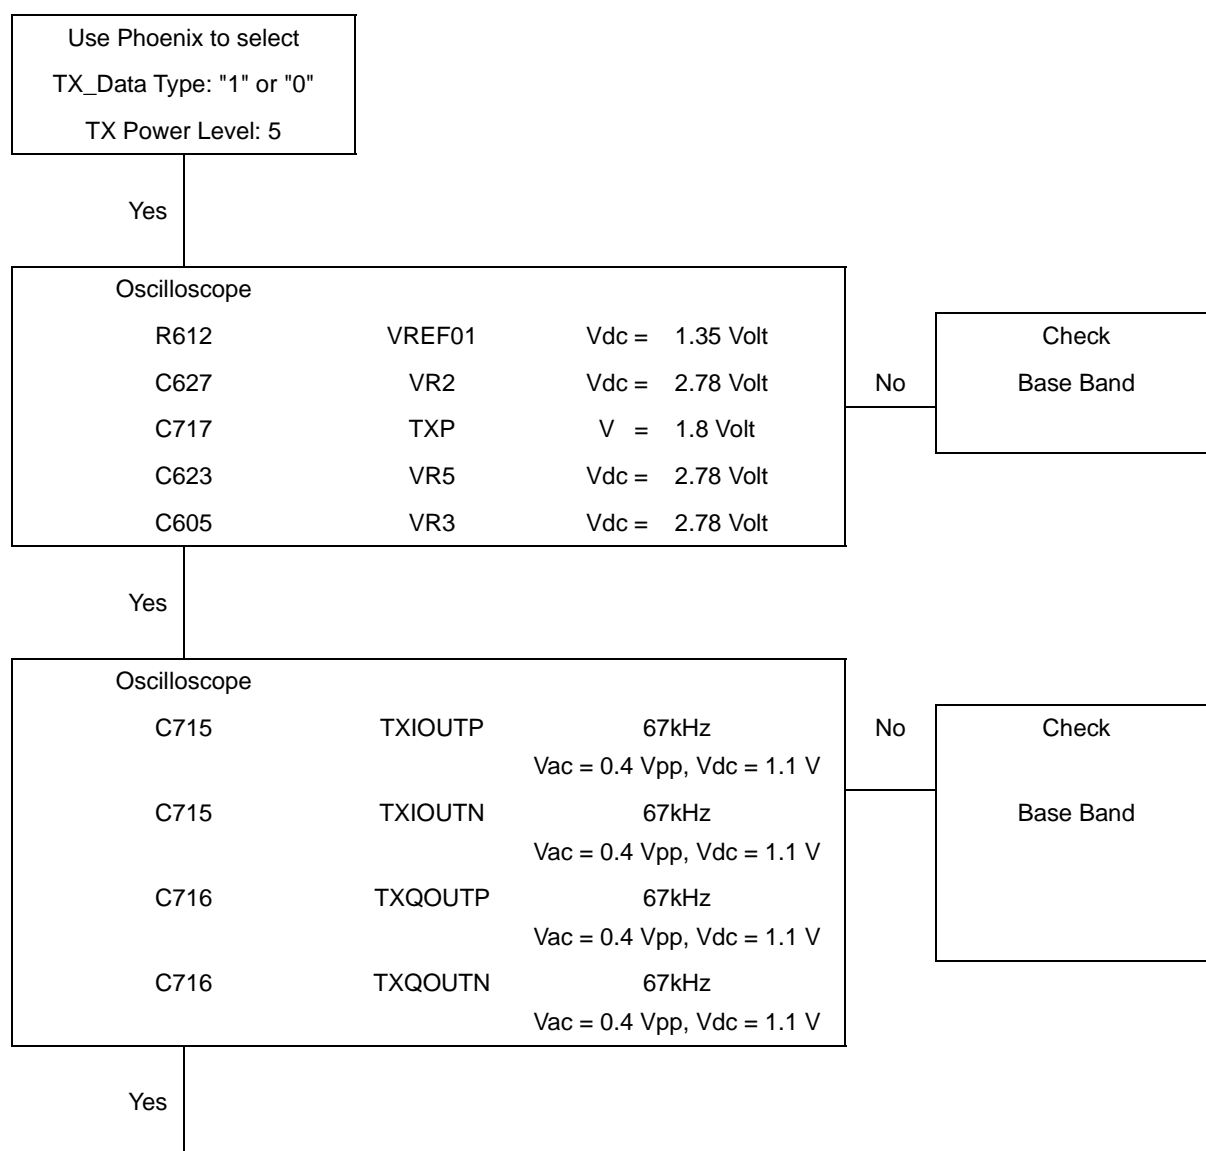 Use Phoenix to select
TX_Data Type: "1" or "0"
TX Power Level: 5
Yes
Oscilloscope
R612 VREF01 Vdc = 1.35 Volt
C627 VR2 Vdc = 2.78 Volt
C717 TXP V = 1.8 Volt
C623 VR5 Vdc = 2.78 Volt
C605 VR3 Vdc = 2.78 Volt
No
Check
Base Band
Yes
Oscilloscope
C715 TXIOUTP 67kHz
Vac = 0.4 Vpp, Vdc = 1.1 V
C715 TXIOUTN 67kHz
Vac = 0.4 Vpp, Vdc = 1.1 V
C716 TXQOUTP 67kHz
Vac = 0.4 Vpp, Vdc = 1.1 V
C716 TXQOUTN 67kHz
Vac = 0.4 Vpp, Vdc = 1.1 V
No
Check
Base Band
Yes